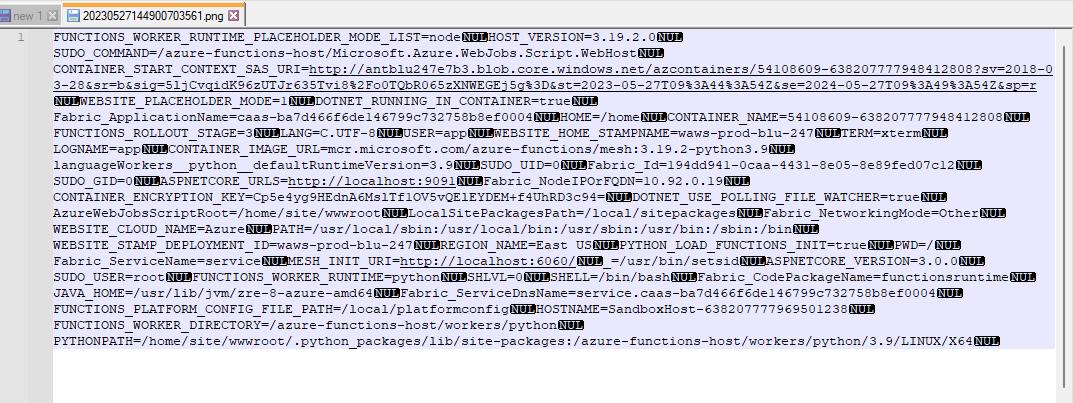 new 1
20230527144900703561.png
1
FUNCTIONS_WORKER_RUNTIME_PLACEHOLDER_MODE_LIST=nodeNULHOST_VERSION=3.19.2.0NUL
SUDO_COMMAND=/azure-functions-host/Microsoft.Azure.WebJobs.Script.WebHostNUL
CONTAINER_START_CONTEXT_SAS_URI=http://antblu247e7b3.blob.core.windows.net/azcontainers/54108609-638207777948412808?sv=2018-0
3-28&sr=b&sig=5ljCvqidK96zUTJr635Tvi8%2Fo0TQbR065zXNWEGEj5g%3D&st=2023-05-27T09%3A44%3A54Z&se=2024-05-27T09%3A49%3A54Z&sp=r
NULWEBSITE_PLACEHOLDER_MODE=1NULDOTNET_RUNNING_IN_CONTAINER=trueNUL
Fabric_ApplicationName=caas-ba7d466f6de146799c732758b8ef0004NULHOME=/homeNULCONTAINER_NAME=54108609-638207777948412808NUL
FUNCTIONS_ROLLOUT_STAGE=3NULLANG=C.UTF-8NULUSER=appNULWEBSITE_HOME_STAMPNAME=waws-prod-blu-247NULTERM=xtermNUL
LOGNAME=appNULCONTAINER_IMAGE_URL=mcr.microsoft.com/azure-functions/mesh:3.19.2-python3.9NUL
languageWorkers__python__defaultRuntimeVersion=3.9NULSUDO_UID=0NULFabric_Id=194dd941-0caa-4431-8e05-8e89fed07c12NUL
SUDO_GID=0NULASPNETCORE_URLS=http://localhost:9091NULFabric_NodeIPOrFQDN=10.92.0.19NUL
CONTAINER_ENCRYPTION_KEY=Cp5e4yg9HEdnA6MslTflOV5vQElEYDEM+f4UhRD3c94=NULDOTNET_USE_POLLING_FILE_WATCHER=trueNUL
AzureWebJobsScriptRoot=/home/site/wwwrootNULLocalSitePackagesPath=/local/sitepackagesNULFabric_NetworkingMode=OtherNUL
WEBSITE_CLOUD_NAME=AzureNULPATH=/usr/local/sbin:/usr/local/bin:/usr/sbin:/usr/bin:/sbin:/binNUL
WEBSITE_STAMP_DEPLOYMENT_ID=waws-prod-blu-247NULREGION_NAME=East USNULPYTHON_LOAD_FUNCTIONS_INIT=trueNULPWD=/NUL
Fabric_ServiceName=serviceNULMESH_INIT_URI=http://localhost:6060/NUL_=/usr/bin/setsidNULASPNETCORE_VERSION=3.0.0NUL
SUDO_USER=rootNULFUNCTIONS_WORKER_RUNTIME=pythonNULSHLVL=0NULSHELL=/bin/bashNULFabric_CodePackageName=functionsruntimeNUL
JAVA_HOME=/usr/lib/jvm/zre-8-azure-amd64NULFabric_ServiceDnsName=service.caas-ba7d466f6de146799c732758b8ef0004NUL
FUNCTIONS_PLATFORM_CONFIG_FILE_PATH=/local/platformconfigNULHOSTNAME=SandboxHost-638207777969501238NUL
FUNCTIONS_WORKER_DIRECTORY=/azure-functions-host/workers/pythonNUL
PYTHONPATH=/home/site/wwwroot/.python_packages/lib/site-packages:/azure-functions-host/workers/python/3.9/LINUX/X64NUL